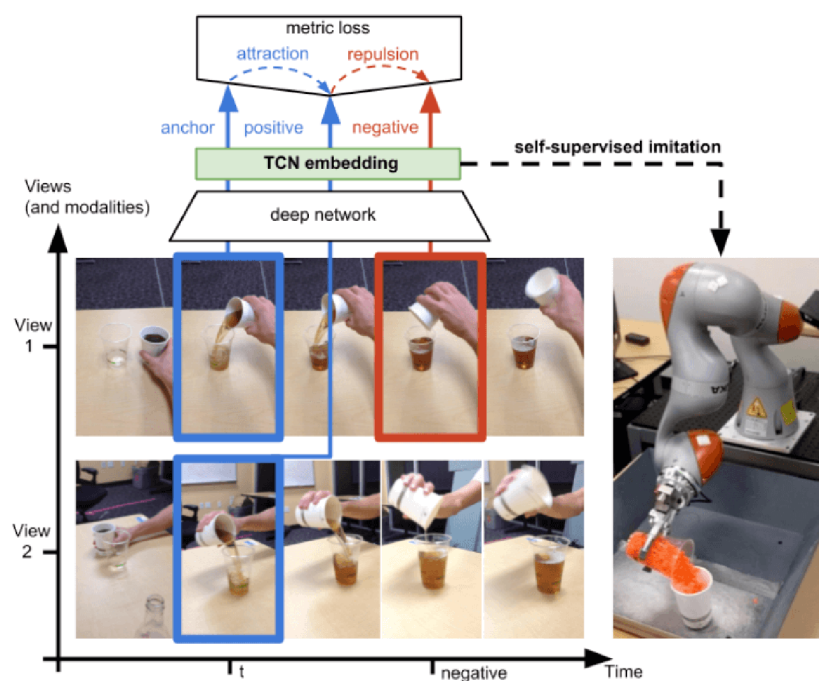 metric loss
attraction
repulsion
anchor
positive
negative
TCN embedding
self-supervised imitation
Views
(and modalities)
deep network
View
1
View
2
t
negative
Time